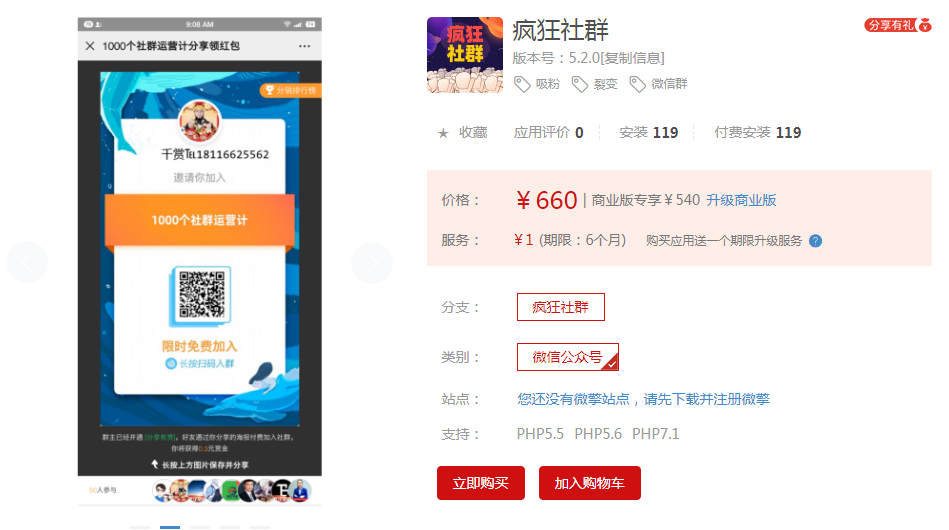 9:08 AM
1000个社群运营计分享领红包
分销排行榜
千赏℡18116625562
邀请你加入
1000个社群运营计
限时免费加入
长按扫码入群
群主已经开通 [分享有赏]，好友通过你分享的海报付费加入社群，
你将获得0.3元赏金
长按上方图片保存并分享
50人参与
疯狂
社群
疯狂社群
分享有礼
版本号：5.2.0[复制信息]
吸粉 裂变 微信群
★ 收藏 应用评价 0 安装 119 付费安装 119
价格： ¥ 660 | 商业版专享 ¥ 540 升级商业版
服务： ¥ 1 (期限：6个月) 购买应用送一个期限升级服务 ?
分支： 疯狂社群
类别： 微信公众号
站点： 您还没有微擎站点，请先下载并注册微擎
支持： PHP5.5 PHP5.6 PHP7.1
立即购买 加入购物车